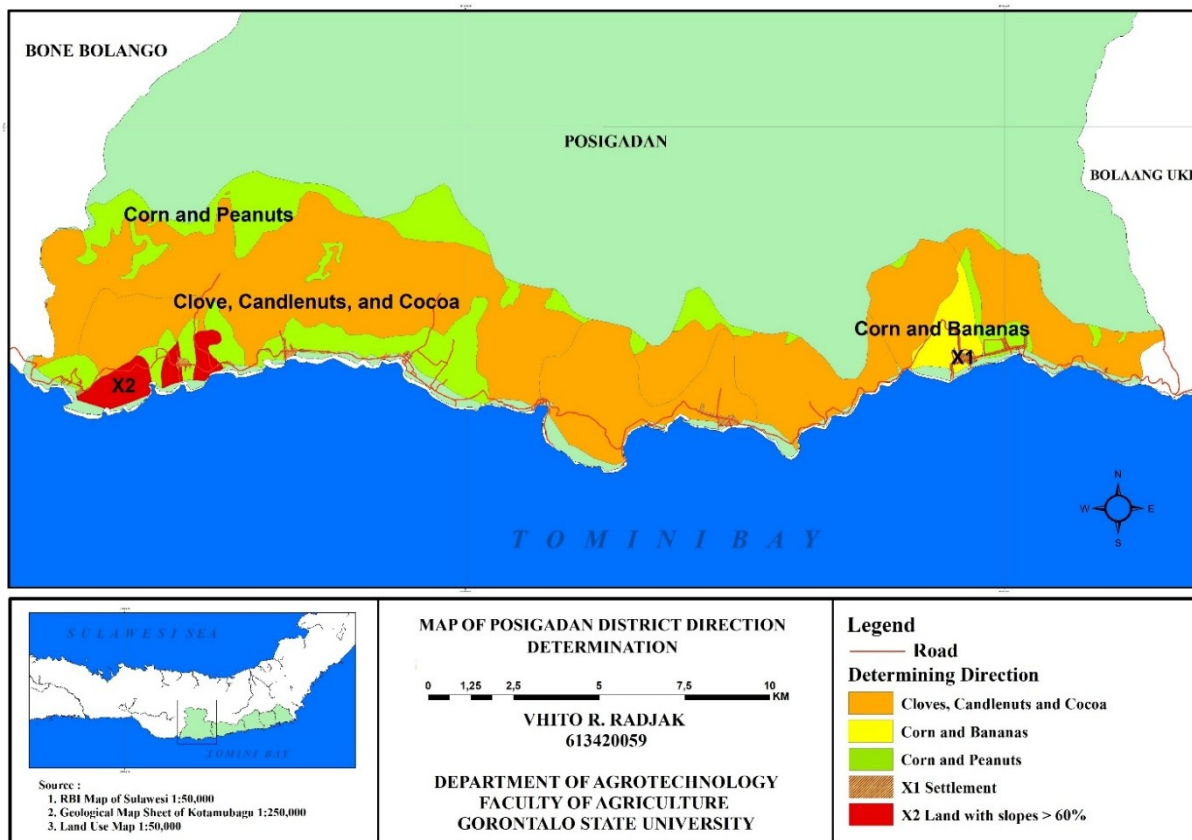 BONE BOLANGO
POSIGADAN
BOLAANG UKI
Corn and Peanuts
Clove, Candlenuts, and Cocoa
Corn and Bananas
X1
X2
N
W E
S
TOMINI BAY
SULAWESI SEA
TOMINI BAY
Source :
1. RBI Map of Sulawesi 1:50,000
2. Geological Map Sheet of Kotamubagu 1:250,000
3. Land Use Map 1:50,000
MAP OF POSIGADAN DISTRICT DIRECTION
DETERMINATION
0 1,25 2,5 5 7,5 10
KM
VHITO R. RADJAK
613420059
DEPARTMENT OF AGROTECHNOLOGY
FACULTY OF AGRICULTURE
GORONTALO STATE UNIVERSITY
Legend
Road
Determining Direction
Cloves, Candlenuts and Cocoa
Corn and Bananas
Corn and Peanuts
X1 Settlement
X2 Land with slopes > 60%